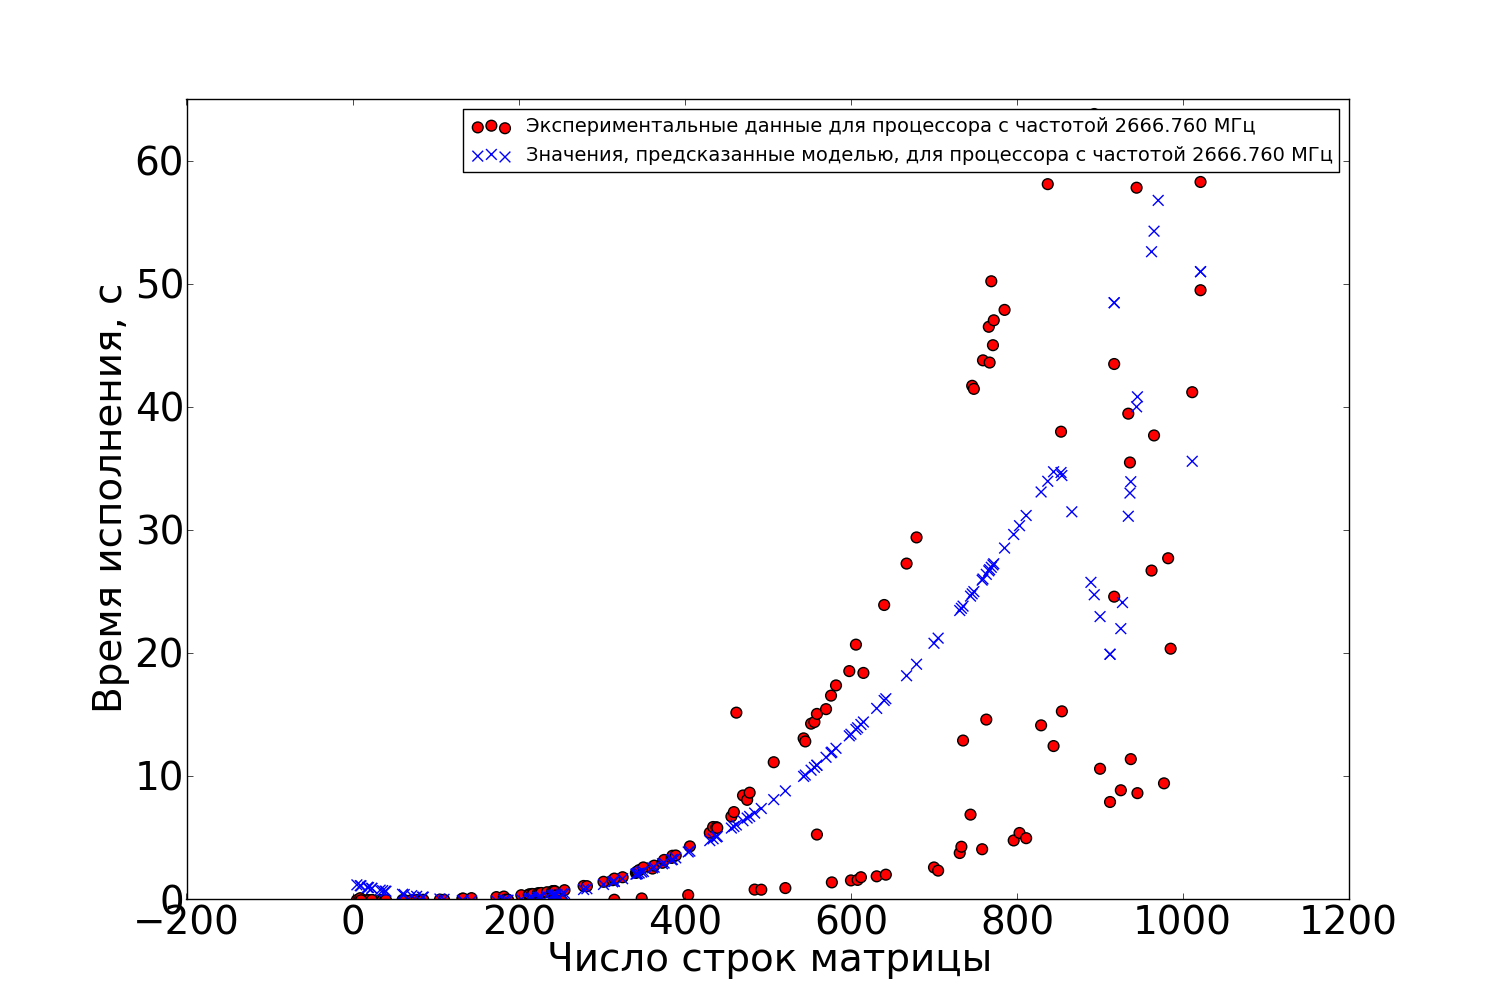 Экспериментальные данные для процессора с частотой 2666.760 МГц
Значения, предсказанные моделью, для процессора с частотой 2666.760 МГц
60
50
40
30
20
10
0
Время исполнения, с
−200 0 200 400 600 800 1000 1200
Число строк матрицы